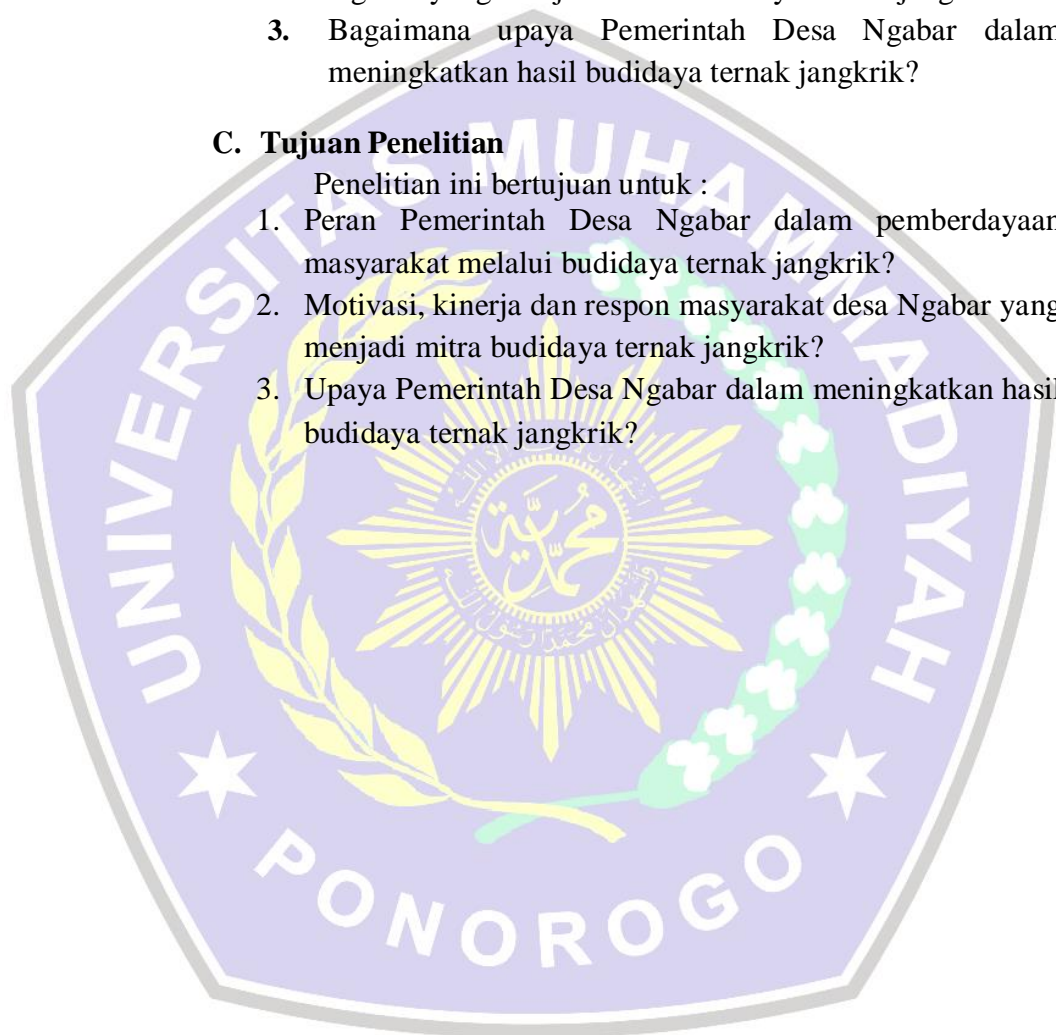 3. Bagaimana upaya Pemerintah Desa Ngabar dalam
meningkatkan hasil budidaya ternak jangkrik?
C. Tujuan Penelitian
Penelitian ini bertujuan untuk :
1. Peran Pemerintah Desa Ngabar dalam pemberdayaan
masyarakat melalui budidaya ternak jangkrik?
2. Motivasi, kinerja dan respon masyarakat desa Ngabar yang
menjadi mitra budidaya ternak jangkrik?
3. Upaya Pemerintah Desa Ngabar dalam meningkatkan hasil
budidaya ternak jangkrik?
UNIVERSITAS MUHAMMADIYAH
PONOROGO
محمدية